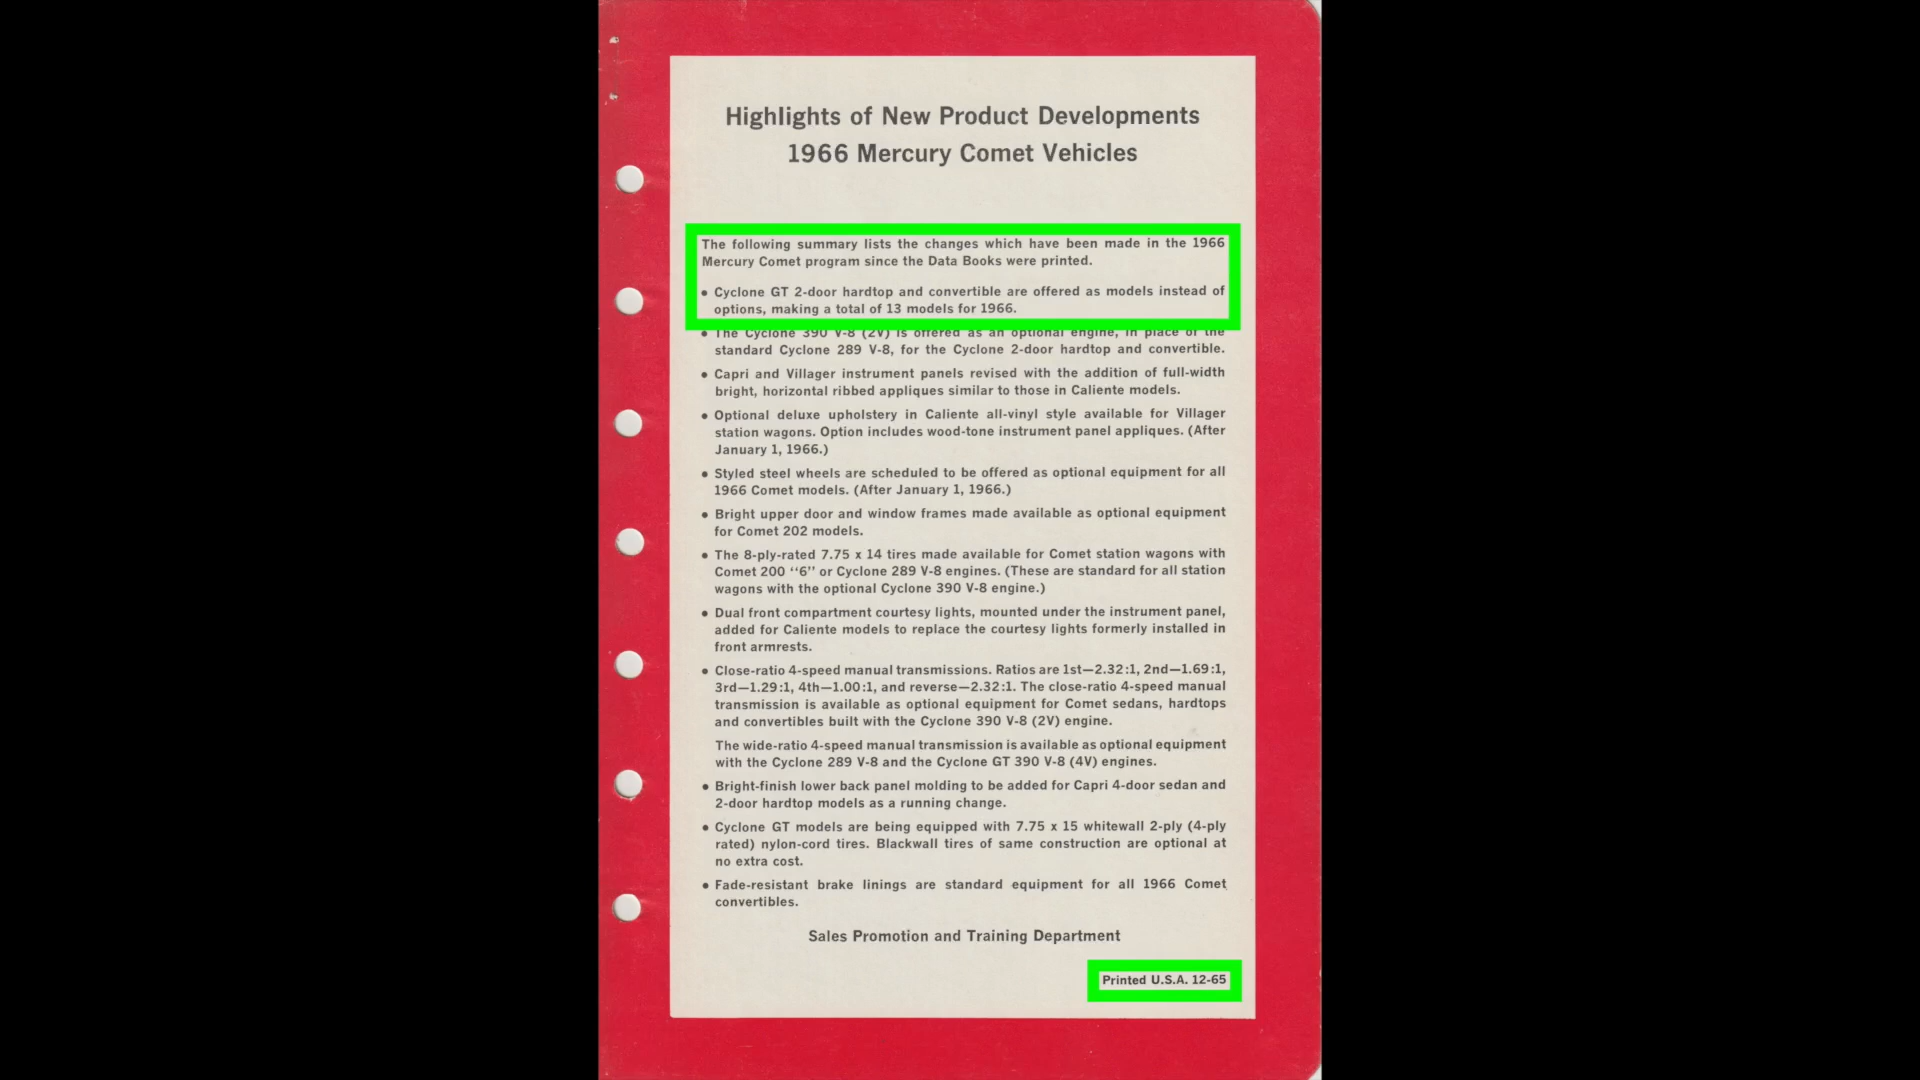 Highlights of New Product Developments
1966 Mercury Comet Vehicles
The following summary lists the changes which have been made in the 1966
Mercury Comet program since the Data Books were printed.
• Cyclone GT 2-door hardtop and convertible are offered as models instead of
options, making a total of 13 models for 1966.
• The Cyclone 390 V-8 (2V) is offered as an optional engine, in place of the
standard Cyclone 289 V-8, for the Cyclone 2-door hardtop and convertible.
• Capri and Villager instrument panels revised with the addition of full-width
bright, horizontal ribbed appliques similar to those in Caliente models.
• Optional deluxe upholstery in Caliente all-vinyl style available for Villager
station wagons. Option includes wood-tone instrument panel appliques. (After
January 1, 1966.)
• Styled steel wheels are scheduled to be offered as optional equipment for all
1966 Comet models. (After January 1, 1966.)
• Bright upper door and window frames made available as optional equipment
for Comet 202 models.
• The 8-ply-rated 7.75 x 14 tires made available for Comet station wagons with
Comet 200 “6” or Cyclone 289 V-8 engines. (These are standard for all station
wagons with the optional Cyclone 390 V-8 engine.)
• Dual front compartment courtesy lights, mounted under the instrument panel,
added for Caliente models to replace the courtesy lights formerly installed in
front armrests.
• Close-ratio 4-speed manual transmissions. Ratios are 1st—2.32:1, 2nd—1.69:1,
3rd—1.29:1, 4th—1.00:1, and reverse—2.32:1. The close-ratio 4-speed manual
transmission is available as optional equipment for Comet sedans, hardtops
and convertibles built with the Cyclone 390 V-8 (2V) engine.
The wide-ratio 4-speed manual transmission is available as optional equipment
with the Cyclone 289 V-8 and the Cyclone GT 390 V-8 (4V) engines.
• Bright-finish lower back panel molding to be added for Capri 4-door sedan and
2-door hardtop models as a running change.
• Cyclone GT models are being equipped with 7.75 x 15 whitewall 2-ply (4-ply
rated) nylon-cord tires. Blackwall tires of same construction are optional at
no extra cost.
• Fade-resistant brake linings are standard equipment for all 1966 Comet
convertibles.
Sales Promotion and Training Department
Printed U.S.A. 12-65